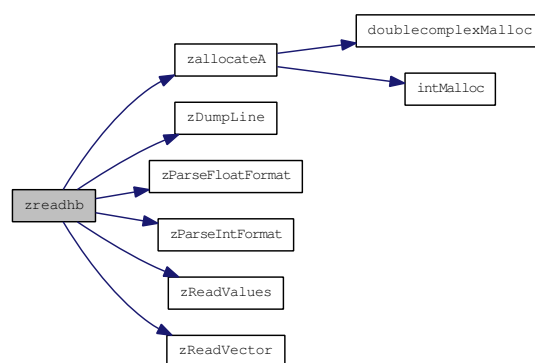 doublecomplexMalloc
zallocateA
intMalloc
zDumpLine
zParseFloatFormat
zreadhb
zParseIntFormat
zReadValues
zReadVector